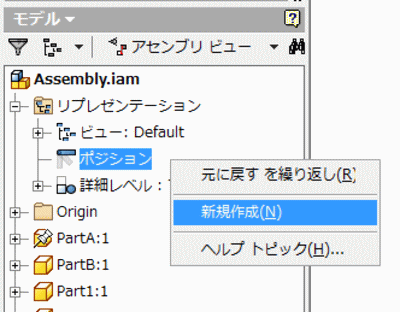 モデル
アセンブリ ビュー
Assembly.iam
リプレゼンテーション
ビュー: Default
ポジション
元に戻す を繰り返し(R)
詳細レベル :
新規作成(N)
Origin
PartA:1
ヘルプ トピック(H)...
PartB:1
Part1:1